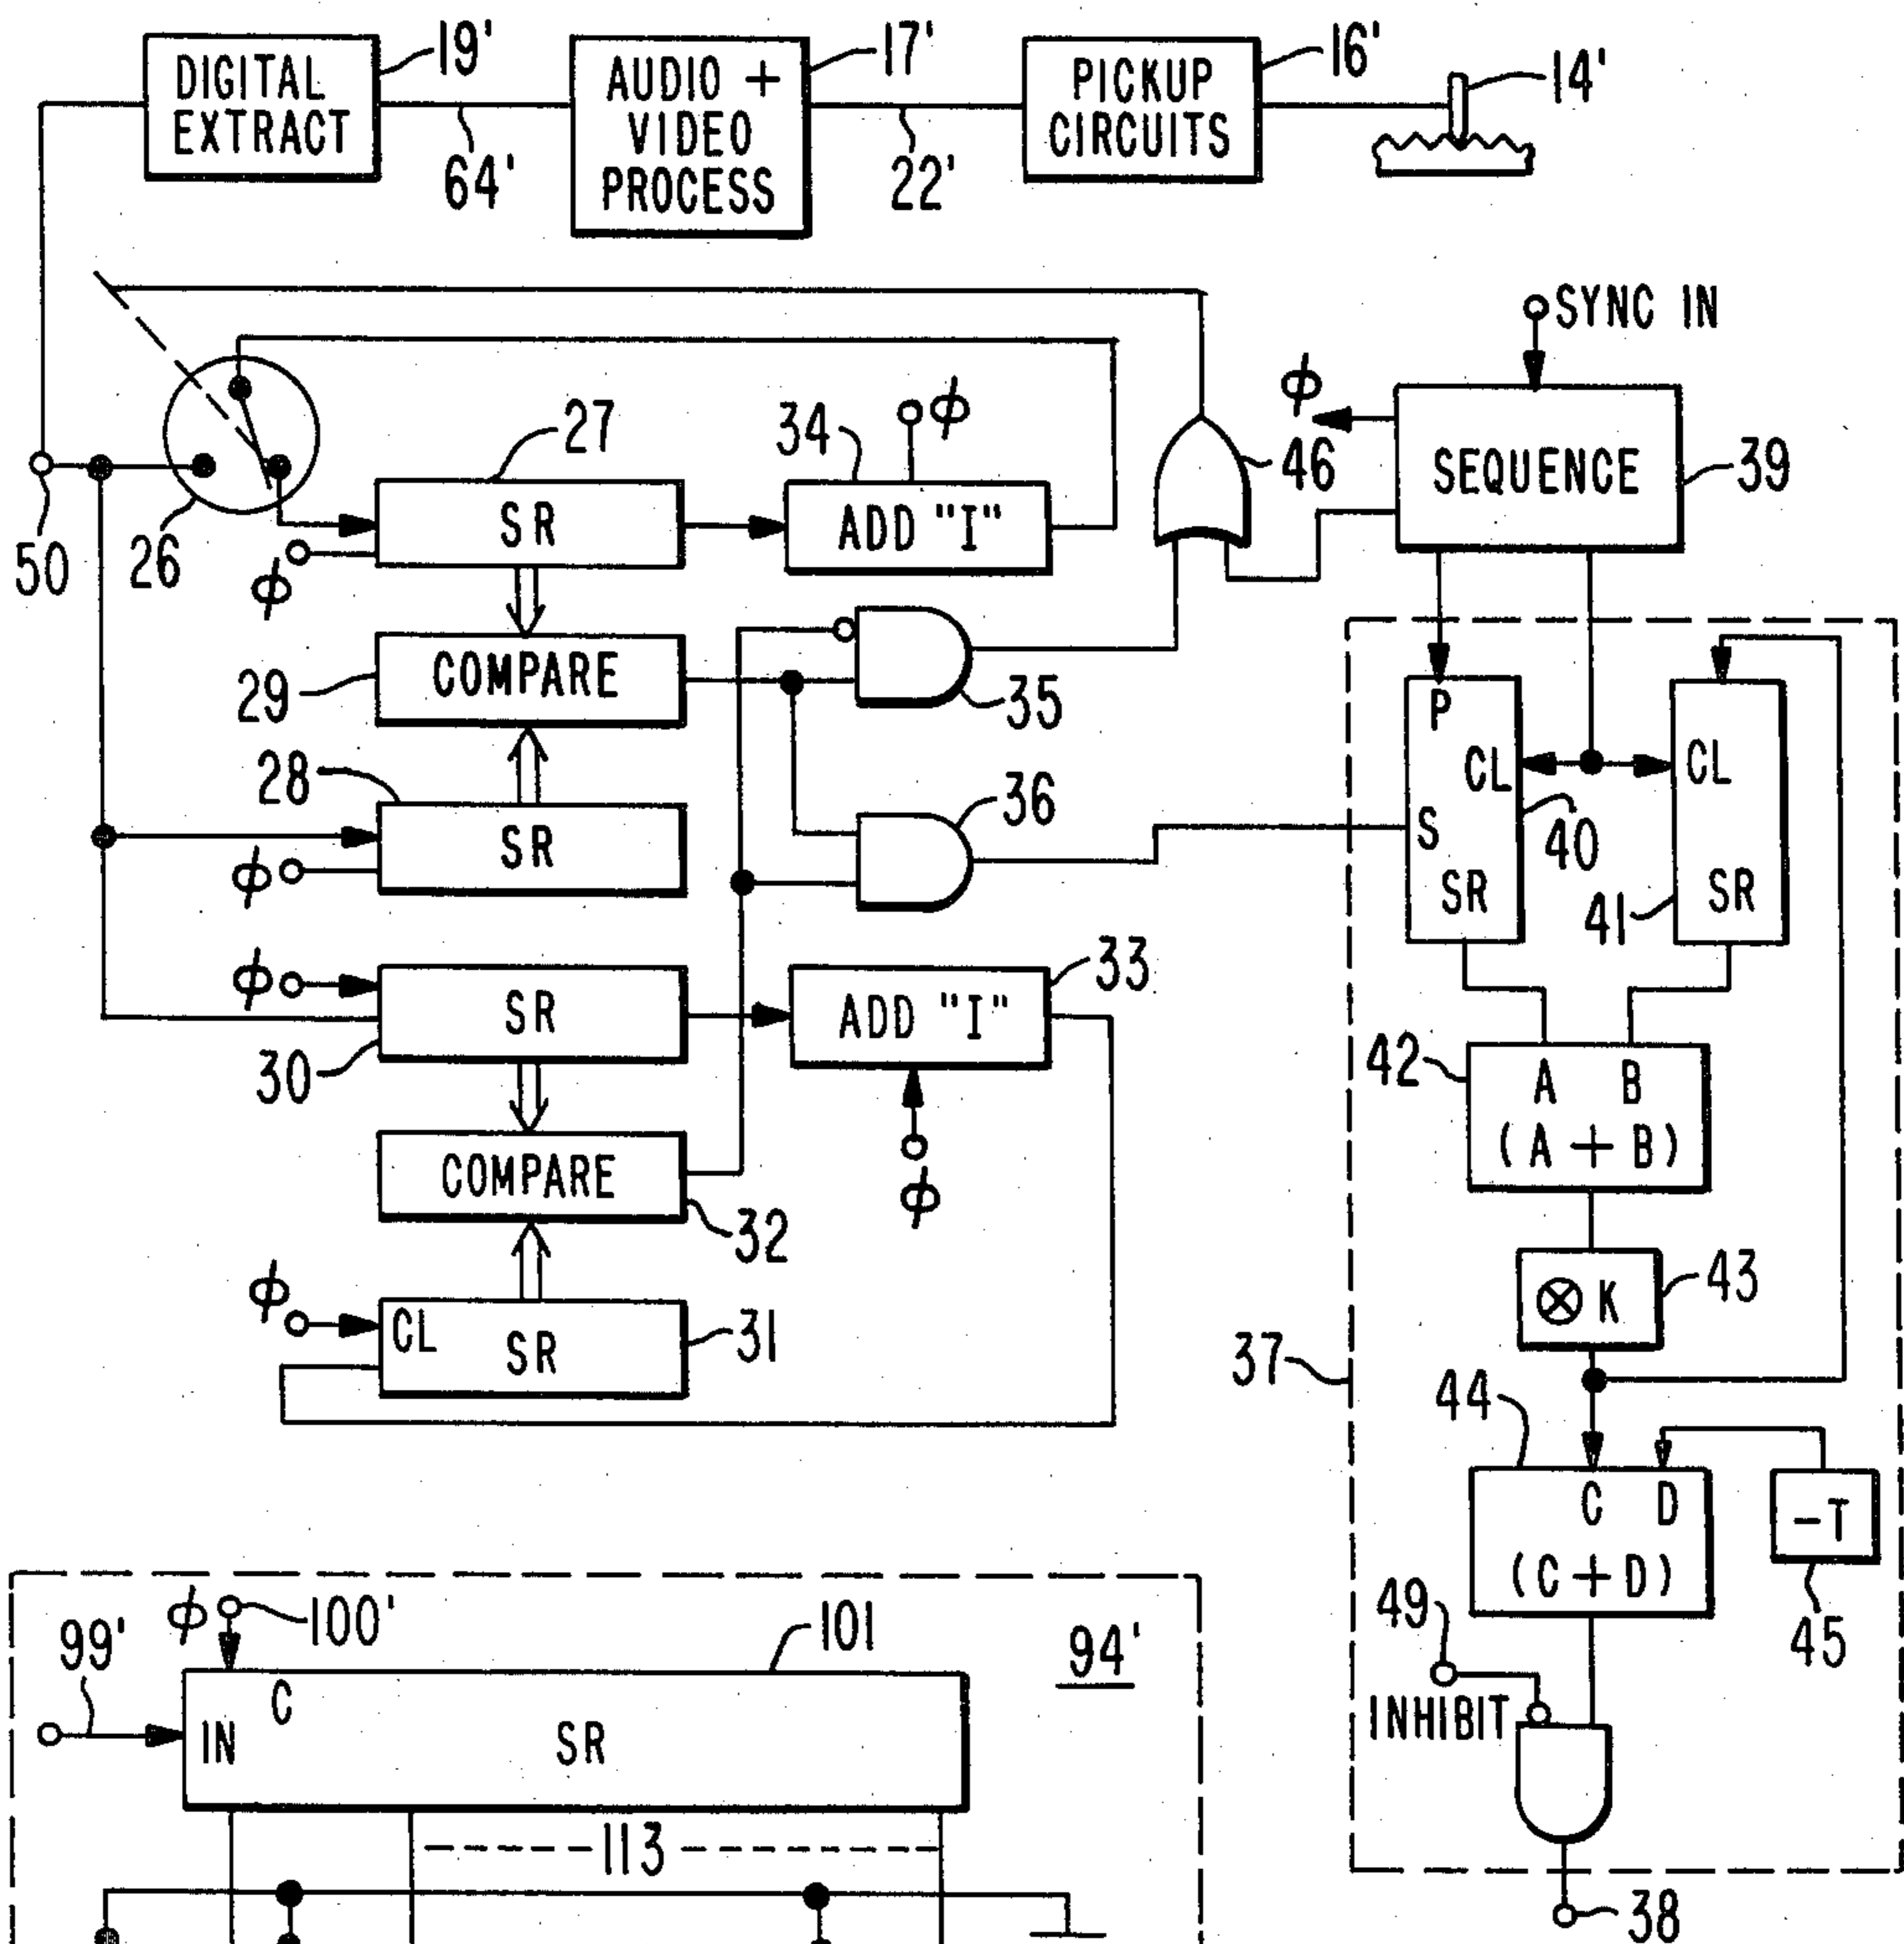 19'
DIGITAL
EXTRACT
64'
17'
AUDIO +
VIDEO
PROCESS
22'
16'
PICKUP
CIRCUITS
14'
SYNC IN
ϕ
SEQUENCE
39
50
26
ϕ
27
SR
34
ϕ
ADD "I"
46
29
COMPARE
35
28
SR
ϕ
36
P
CL
S
SR
40
CL
SR
41
ϕ
SR
30
33
ADD "I"
ϕ
COMPARE
32
ϕ
CL
SR
31
42
A B
(A + B)
⊗ K
43
37
44
C D
(C + D)
-T
45
49
INHIBIT
38
ϕ
100'
101
94'
99'
C
IN
SR
113